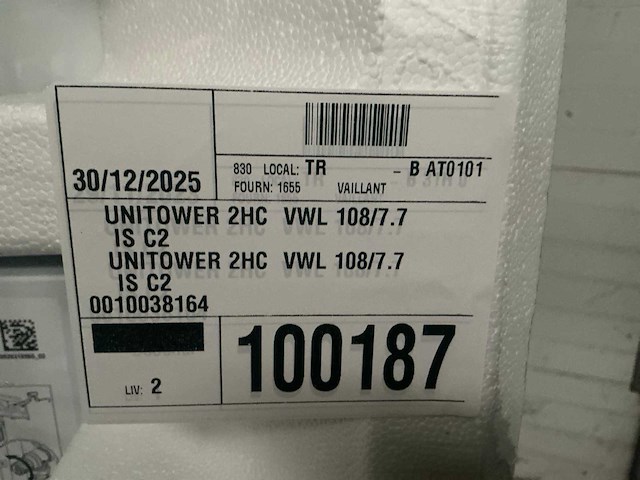 30/12/2025
830 LOCAL: TR - B AT0101
FOURN: 1655 VAILLANT
UNITOWER 2HC VWL 108/7.7
IS C2
UNITOWER 2HC VWL 108/7.7
IS C2
0010038164
LIV: 2
100187